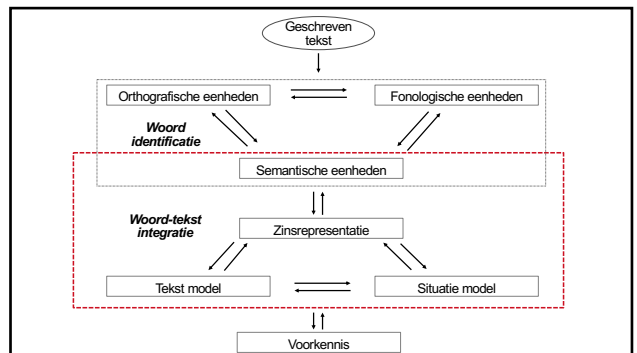 Geschreven
tekst
Orthografische eenheden
Fonologische eenheden
Woord
identificatie
Semantische eenheden
Woord-tekst
integratie
Zinsrepresentatie
Tekst model
Situatie model
Voorkennis